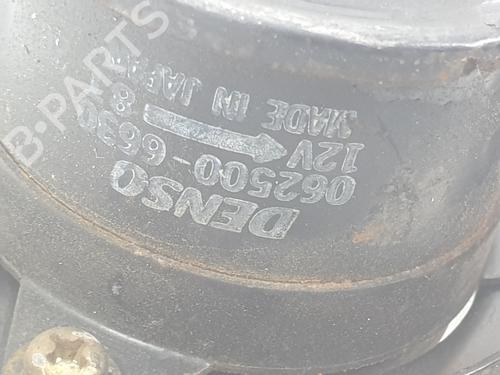 DENSO
062500-6630
12V
MADE IN JAPAN
B-PARTS